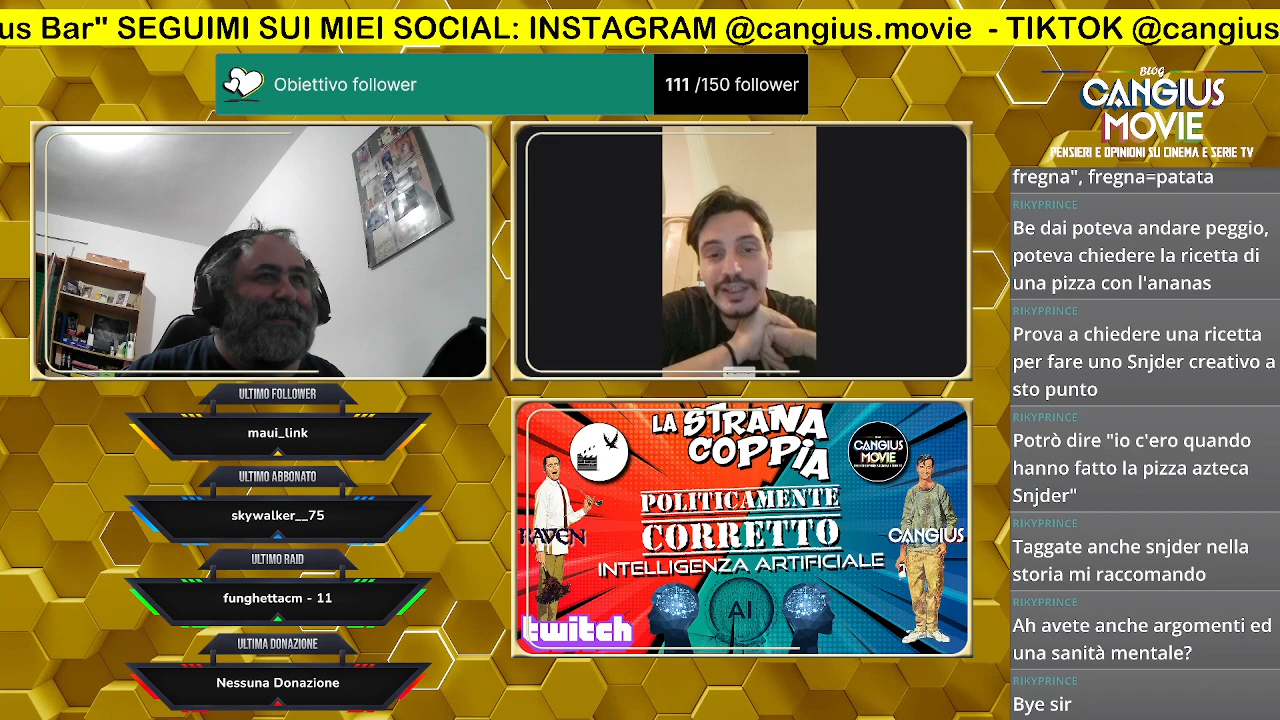 us Bar" SEGUIMI SUI MIEI SOCIAL: INSTAGRAM @cangius.movie - TIKTOK @cangius
Obiettivo follower
111 /150 follower
BLOG
CANGIUS
MOVIE
PENSIERI E OPINIONI SU CINEMA E SERIE TV
fregna", fregna=patata
RIKYPRINCE
Be dai poteva andare peggio,
poteva chiedere la ricetta di
una pizza con l'ananas
RIKYPRINCE
Prova a chiedere una ricetta
per fare uno Snjder creativo a
sto punto
RIKYPRINCE
Potrò dire "io c'ero quando
hanno fatto la pizza azteca
Snjder"
RIKYPRINCE
Taggate anche snjder nella
storia mi raccomando
RIKYPRINCE
Ah avete anche argomenti ed
una sanità mentale?
RIKYPRINCE
Bye sir
ULTIMO FOLLOWER
maui_link
ULTIMO ABBONATO
skywalker__75
ULTIMO RAID
funghettacm - 11
ULTIMA DONAZIONE
Nessuna Donazione
LA STRANA
COPPIA
CANGIUS
MOVIE
POLITICAMENTE
CORRETTO
INTELLIGENZA ARTIFICIALE
HAVEN
CANGIUS
AI
twitch